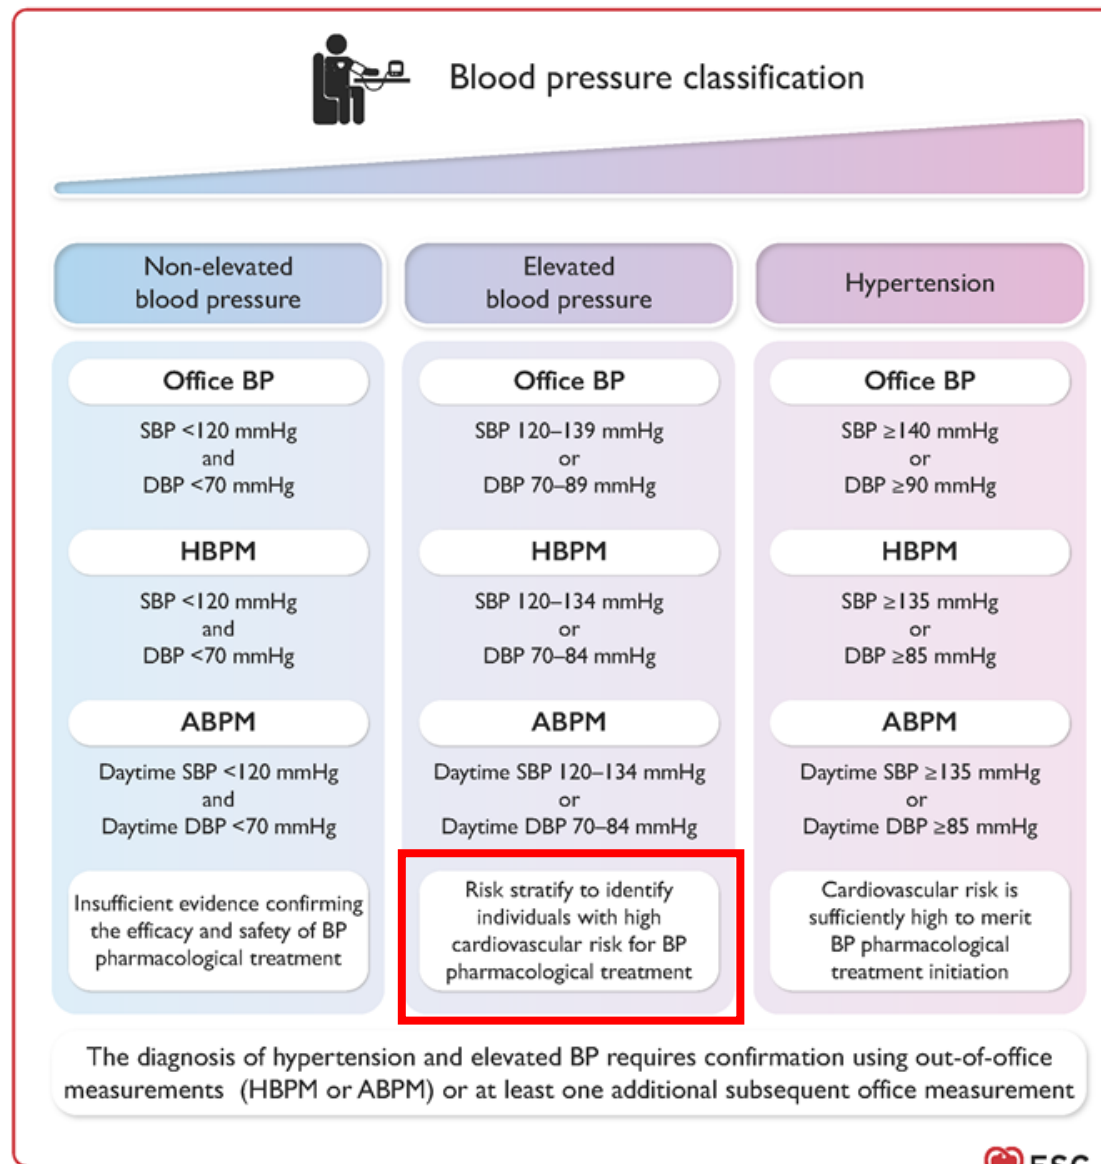 Blood pressure classification
Non-elevated
blood pressure
Elevated
blood pressure
Hypertension
Office BP
SBP <120 mmHg
and
DBP <70 mmHg
HBPM
SBP <120 mmHg
and
DBP <70 mmHg
ABPM
Daytime SBP <120 mmHg
and
Daytime DBP <70 mmHg
Insufficient evidence confirming
the efficacy and safety of BP
pharmacological treatment
Office BP
SBP 120–139 mmHg
or
DBP 70–89 mmHg
HBPM
SBP 120–134 mmHg
or
DBP 70–84 mmHg
ABPM
Daytime SBP 120–134 mmHg
or
Daytime DBP 70–84 mmHg
Risk stratify to identify
individuals with high
cardiovascular risk for BP
pharmacological treatment
Office BP
SBP ≥140 mmHg
or
DBP ≥90 mmHg
HBPM
SBP ≥135 mmHg
or
DBP ≥85 mmHg
ABPM
Daytime SBP ≥135 mmHg
or
Daytime DBP ≥85 mmHg
Cardiovascular risk is
sufficiently high to merit
BP pharmacological
treatment initiation
The diagnosis of hypertension and elevated BP requires confirmation using out-of-office
measurements (HBPM or ABPM) or at least one additional subsequent office measurement
ESC